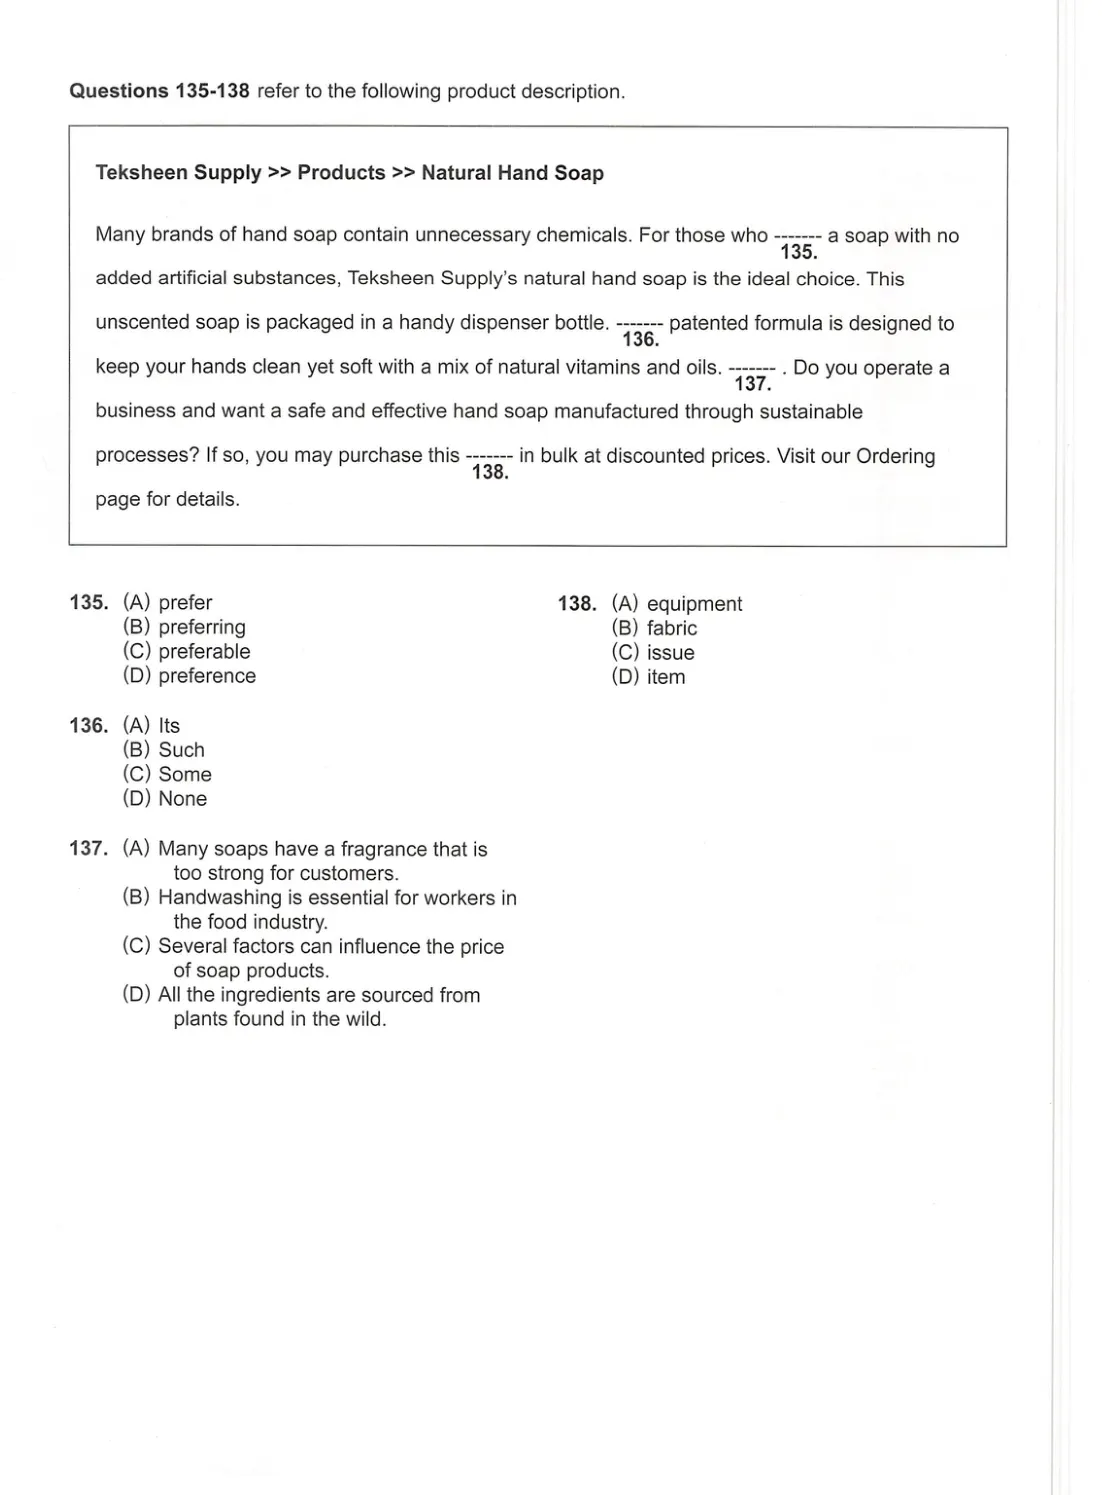 Questions 135-138 refer to the following product description.
Teksheen Supply >> Products >> Natural Hand Soap
Many brands of hand soap contain unnecessary chemicals. For those who ------- a soap with no
135.
added artificial substances, Teksheen Supply's natural hand soap is the ideal choice. This
unscented soap is packaged in a handy dispenser bottle. ------- patented formula is designed to
136.
keep your hands clean yet soft with a mix of natural vitamins and oils. ------- . Do you operate a
137.
business and want a safe and effective hand soap manufactured through sustainable
processes? If so, you may purchase this ------- in bulk at discounted prices. Visit our Ordering
138.
page for details.
135. (A) prefer
(B) preferring
(C) preferable
(D) preference
136. (A) Its
(B) Such
(C) Some
(D) None
137. (A) Many soaps have a fragrance that is
too strong for customers.
(B) Handwashing is essential for workers in
the food industry.
(C) Several factors can influence the price
of soap products.
(D) All the ingredients are sourced from
plants found in the wild.
138. (A) equipment
(B) fabric
(C) issue
(D) item